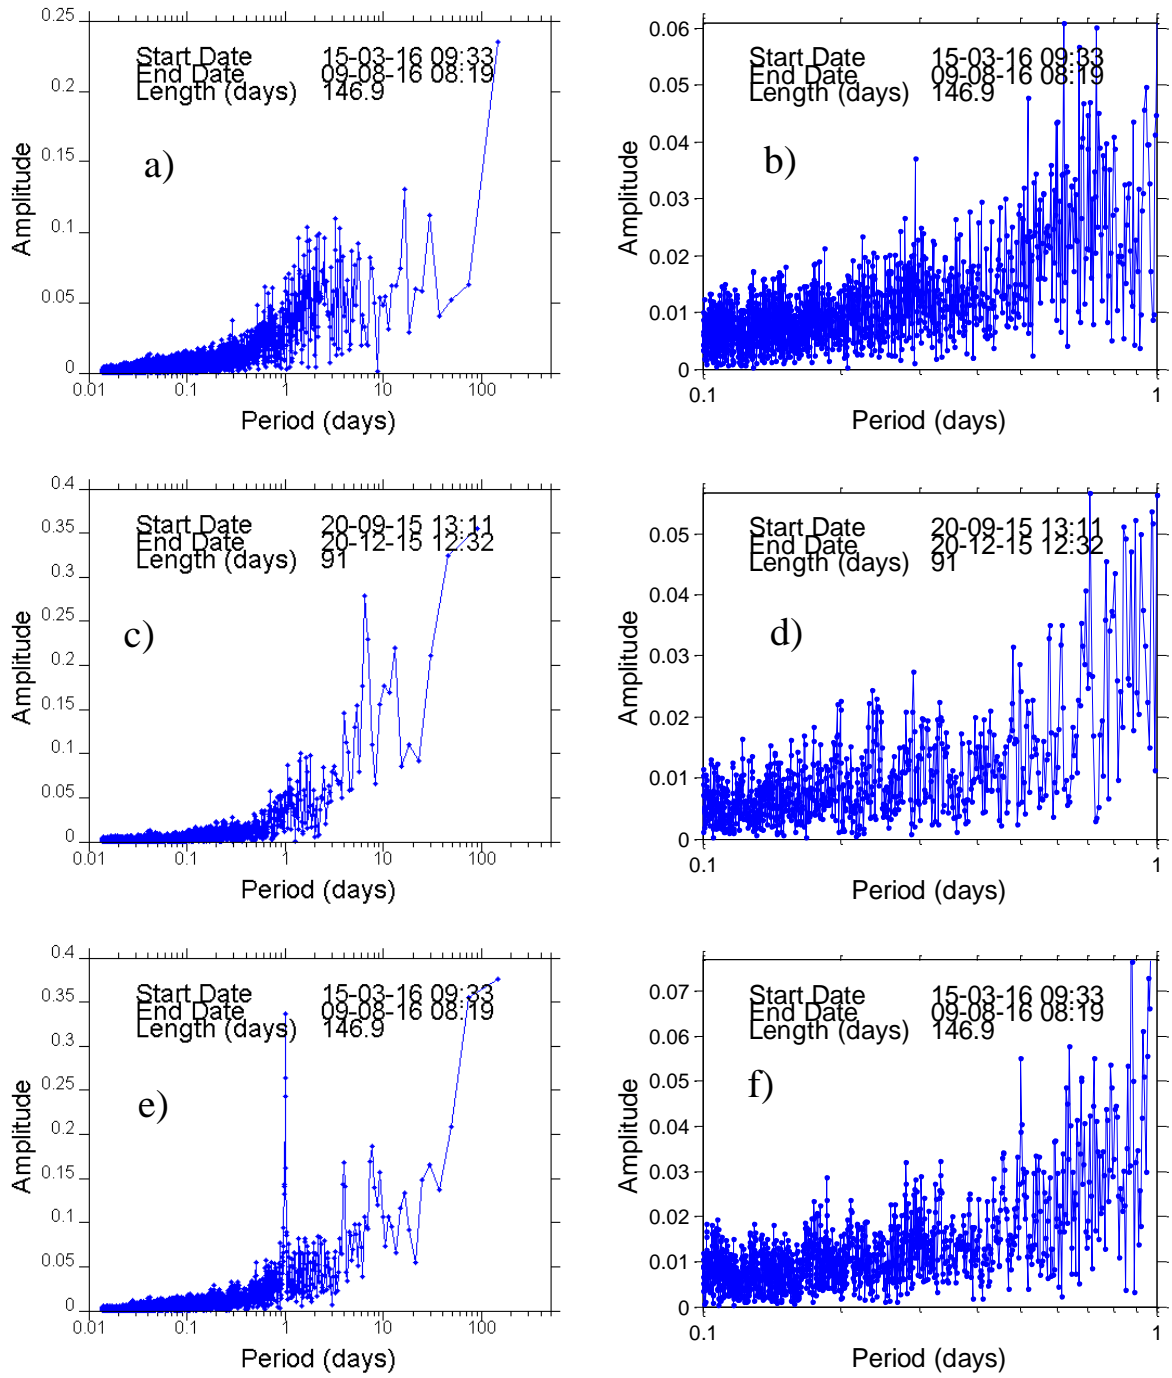 0.25
0.2
0.15
0.1
0.05
0
Amplitude
Start Date 15-03-16 09:33
End Date 09-08-16 08:19
Length (days) 146.9
a)
0.01 0.1 1 10 100
Period (days)
0.06
0.05
0.04
0.03
0.02
0.01
0
Amplitude
Start Date 15-03-16 09:33
End Date 09-08-16 08:19
Length (days) 146.9
b)
0.1 1
Period (days)
0.4
0.35
0.3
0.25
0.2
0.15
0.1
0.05
0
Amplitude
Start Date 20-09-15 13:11
End Date 20-12-15 12:32
Length (days) 91
c)
0.01 0.1 1 10 100
Period (days)
0.05
0.04
0.03
0.02
0.01
0
Amplitude
Start Date 20-09-15 13:11
End Date 20-12-15 12:32
Length (days) 91
d)
0.1 1
Period (days)
0.4
0.35
0.3
0.25
0.2
0.15
0.1
0.05
0
Amplitude
Start Date 15-03-16 09:33
End Date 09-08-16 08:19
Length (days) 146.9
e)
0.01 0.1 1 10 100
Period (days)
0.07
0.06
0.05
0.04
0.03
0.02
0.01
0
Amplitude
Start Date 15-03-16 09:33
End Date 09-08-16 08:19
Length (days) 146.9
f)
0.1 1
Period (days)